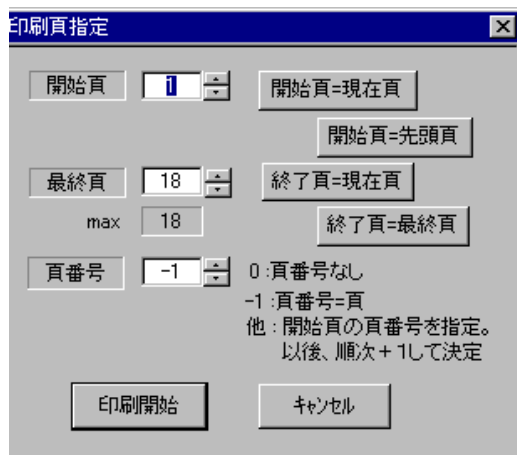 印刷頁指定
開始頁 1 開始頁=現在頁
開始頁=先頭頁
最終頁 18 終了頁=現在頁
max 18 終了頁=最終頁
頁番号 -1 0:頁番号なし
-1:頁番号=頁
他:開始頁の頁番号を指定。
以後、順次+1して決定
印刷開始 キャンセル